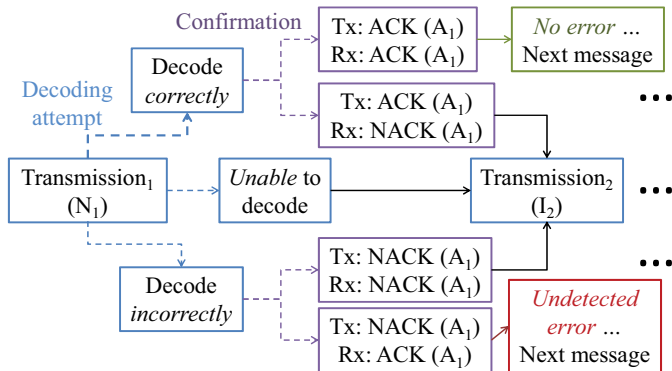 Confirmation
Decoding
attempt
Decode
correctly
Tx: ACK (A₁)
Rx: ACK (A₁)
No error ...
Next message
Tx: ACK (A₁)
Rx: NACK (A₁)
Transmission₁
(N₁)
Unable to
decode
Transmission₂
(I₂)
Decode
incorrectly
Tx: NACK (A₁)
Rx: NACK (A₁)
Tx: NACK (A₁)
Rx: ACK (A₁)
Undetected
error ...
Next message
...
...
...